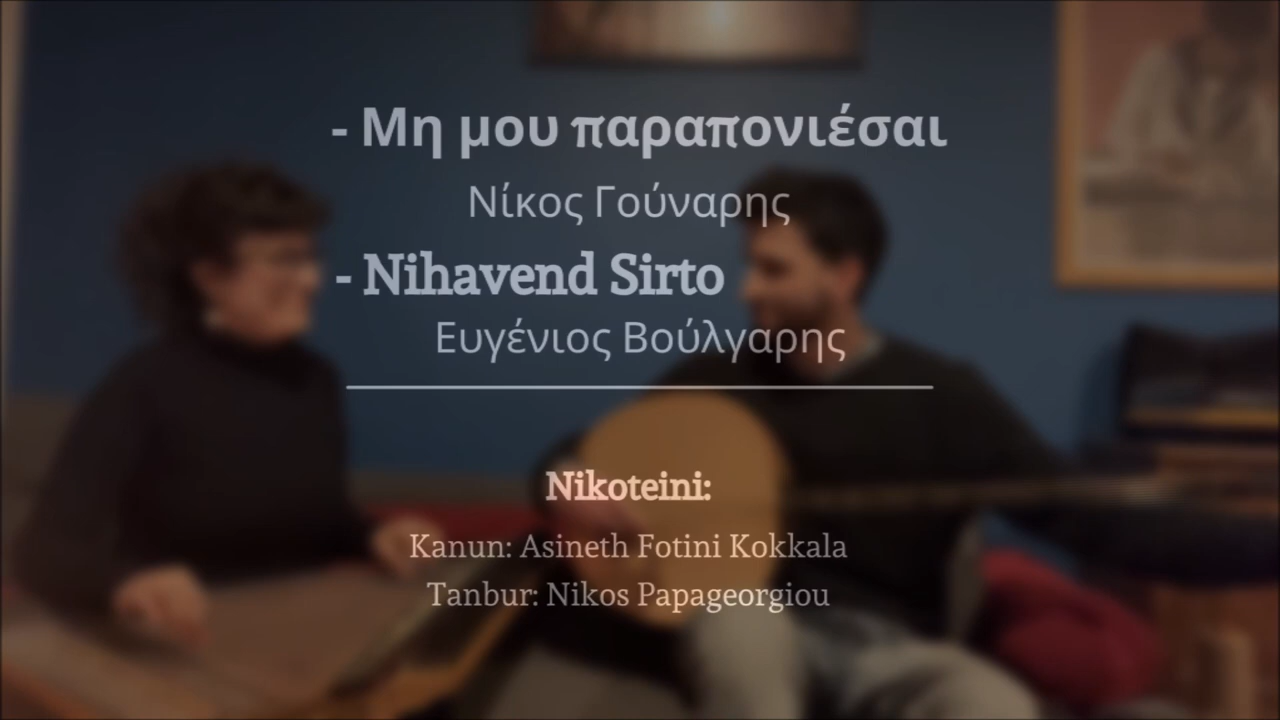 - Μη μου παραπονιέσαι
Νίκος Γούναρης
- Nihavend Sirto
Ευγένιος Βούλγαρης
Nikoteini:
Kanun: Asineth Fotini Kokkala
Tanbur: Nikos Papageorgiou